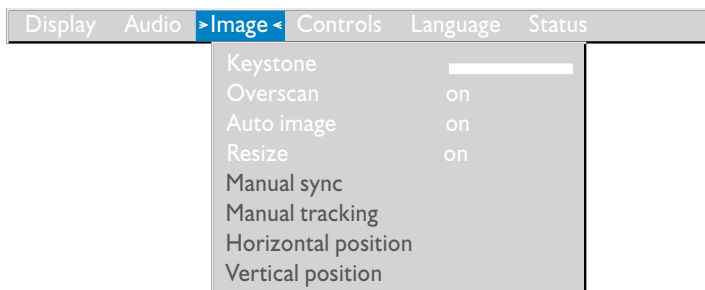 Display Audio >Image< Controls Language Status
Keystone
Overscan on
Auto image on
Resize on
Manual sync
Manual tracking
Horizontal position
Vertical position